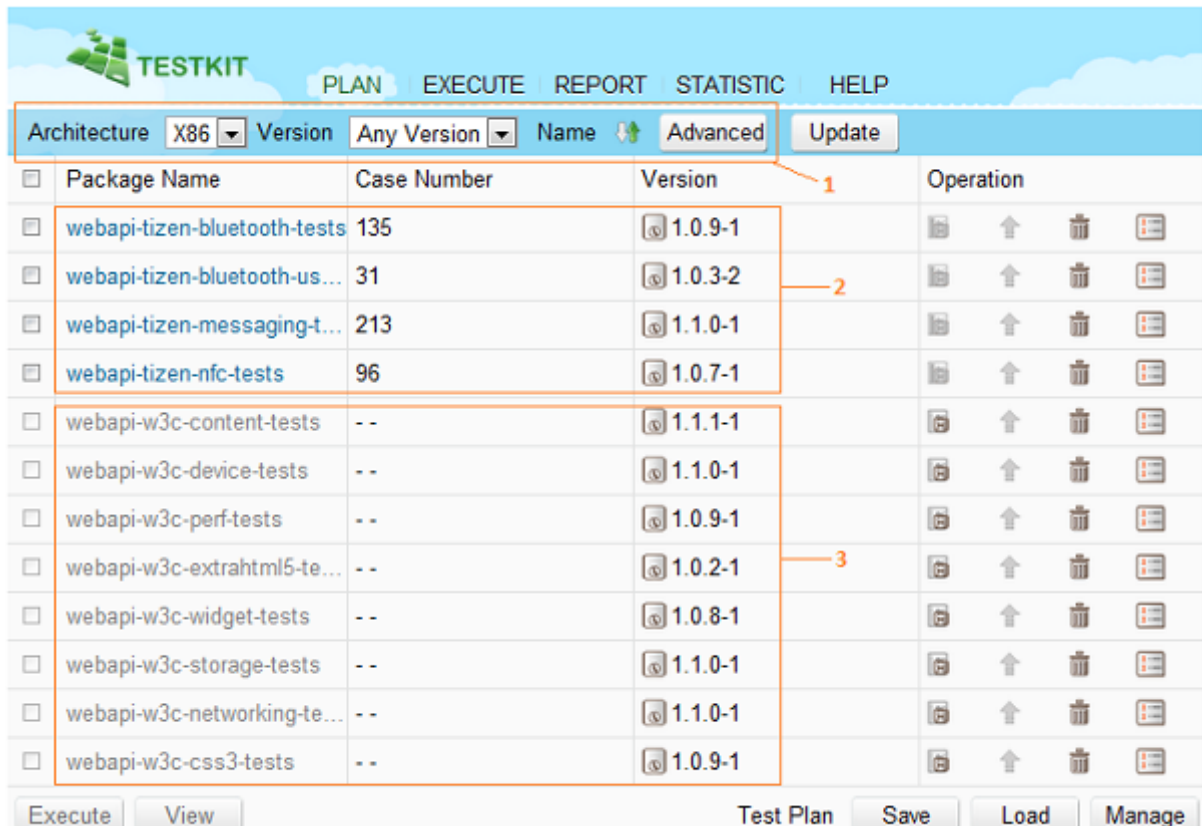 TESTKIT
PLAN EXECUTE REPORT STATISTIC HELP
Architecture X86 Version Any Version Name Advanced Update
1
Package Name Case Number Version Operation
webapi-tizen-bluetooth-tests 135 1.0.9-1
webapi-tizen-bluetooth-us... 31 1.0.3-2
2
webapi-tizen-messaging-t... 213 1.1.0-1
webapi-tizen-nfc-tests 96 1.0.7-1
webapi-w3c-content-tests - - 1.1.1-1
webapi-w3c-device-tests - - 1.1.0-1
webapi-w3c-perf-tests - - 1.0.9-1
webapi-w3c-extrahtml5-te... - - 1.0.2-1
3
webapi-w3c-widget-tests - - 1.0.8-1
webapi-w3c-storage-tests - - 1.1.0-1
webapi-w3c-networking-te... - - 1.1.0-1
webapi-w3c-css3-tests - - 1.0.9-1
Execute View Test Plan Save Load Manage